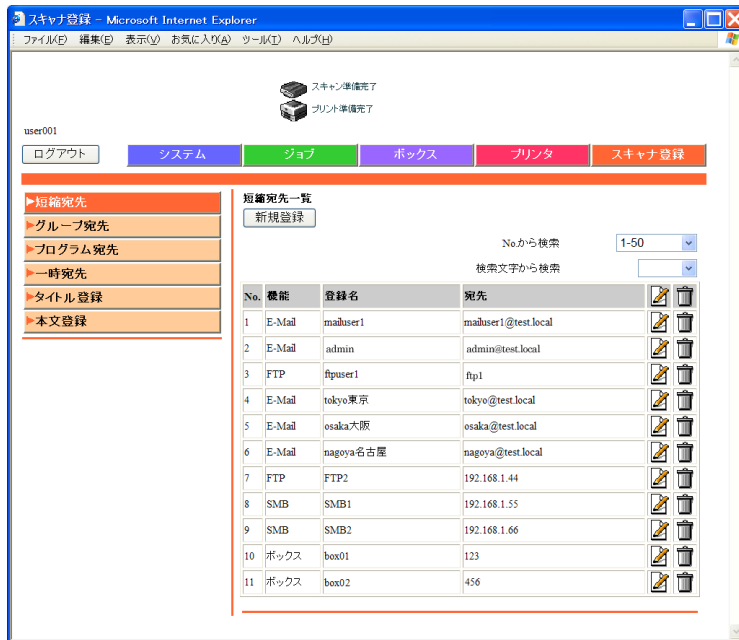 スキャナ登録 - Microsoft Internet Explorer
ファイル(F) 編集(E) 表示(V) お気に入り(A) ツール(T) ヘルプ(H)
スキャン準備完了
プリント準備完了
user001
ログアウト システム ジョブ ボックス プリンタ スキャナ登録
短縮宛先
グループ宛先
プログラム宛先
一時宛先
タイトル登録
本文登録
短縮宛先一覧
新規登録
No.から検索 1-50
検索文字から検索
No. 機能 登録名 宛先
1 E-Mail mailuser1 mailuser1@test.local
2 E-Mail admin admin@test.local
3 FTP ftpuser1 ftp1
4 E-Mail tokyo東京 tokyo@test.local
5 E-Mail osaka大阪 osaka@test.local
6 E-Mail nagoya名古屋 nagoya@test.local
7 FTP FTP2 192.168.1.44
8 SMB SMB1 192.168.1.55
9 SMB SMB2 192.168.1.66
10 ボックス box01 123
11 ボックス box02 456